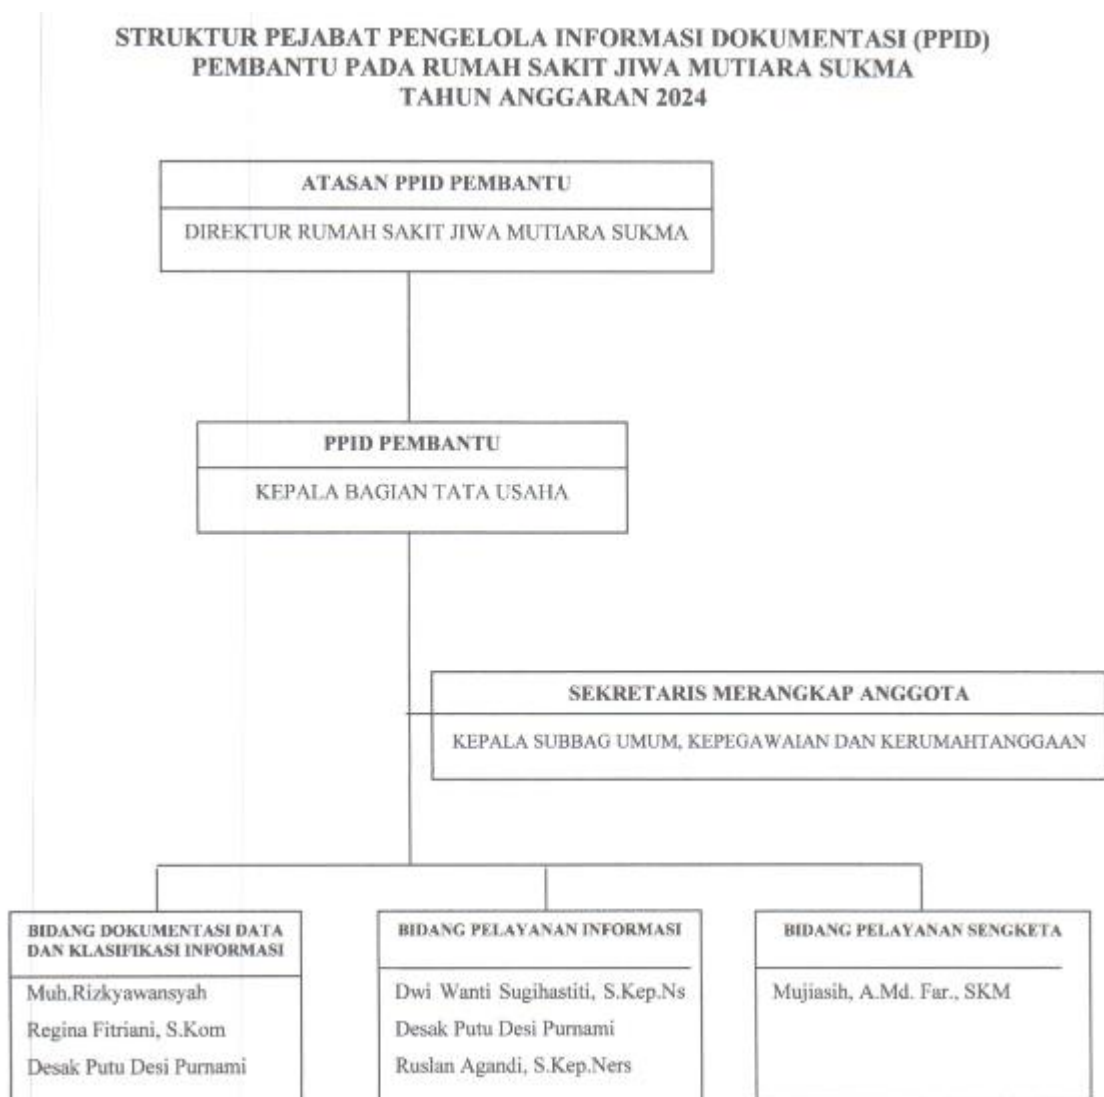 STRUKTUR PEJABAT PENGELOLA INFORMASI DOKUMENTASI (PPID)
PEMBANTU PADA RUMAH SAKIT JIWA MUTIARA SUKMA
TAHUN ANGGARAN 2024
ATASAN PPID PEMBANTU
DIREKTUR RUMAH SAKIT JIWA MUTIARA SUKMA
PPID PEMBANTU
KEPALA BAGIAN TATA USAHA
SEKRETARIS MERANGKAP ANGGOTA
KEPALA SUBBAG UMUM, KEPEGAWAIAN DAN KERUMAHTANGGAAN
BIDANG DOKUMENTASI DATA
DAN KLASIFIKASI INFORMASI
Muh.Rizkyawansyah
Regina Fitriani, S.Kom
Desak Putu Desi Purnami
BIDANG PELAYANAN INFORMASI
Dwi Wanti Sugihastiti, S.Kep.Ns
Desak Putu Desi Purnami
Ruslan Agandi, S.Kep.Ners
BIDANG PELAYANAN SENGKETA
Mujiasih, A.Md. Far., SKM